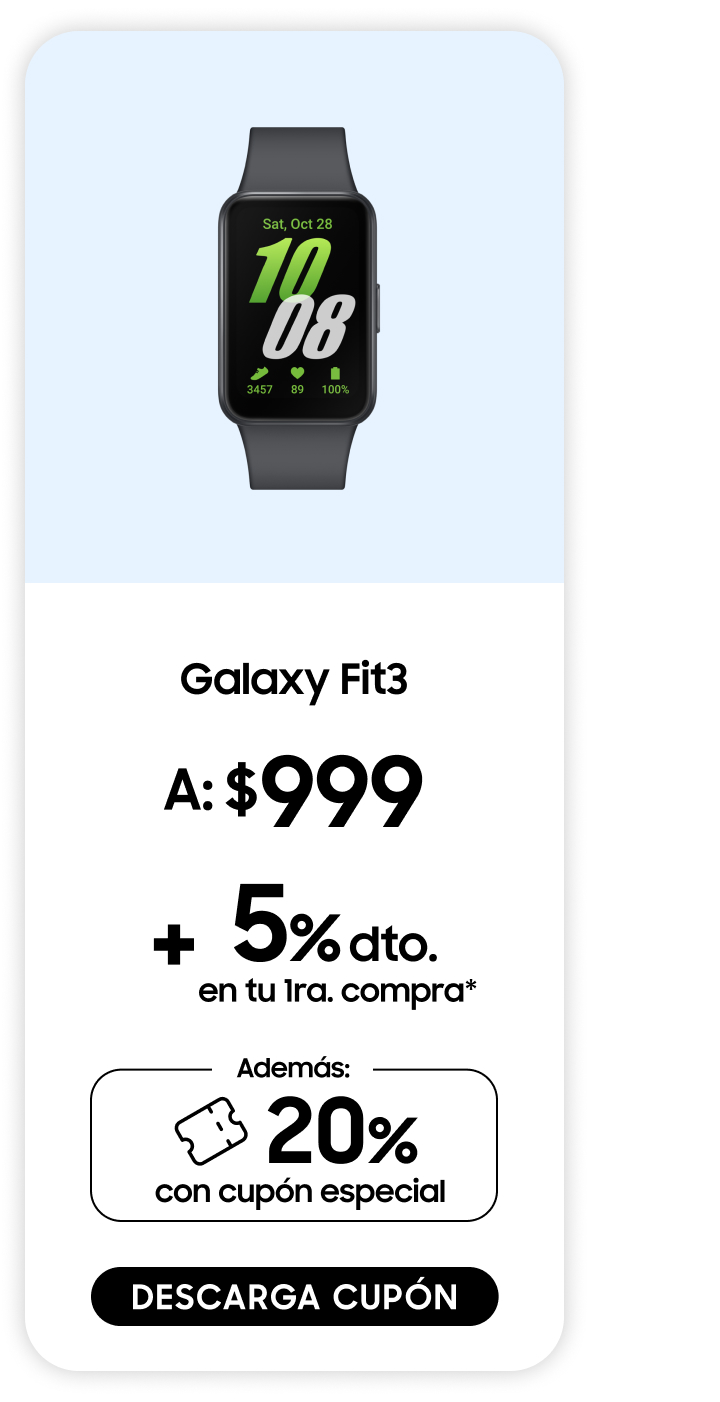 Sat, Oct 28
10
08
3457 89 100%
Galaxy Fit3
A: $999
+ 5% dto.
en tu 1ra. compra*
Además:
20%
con cupón especial
DESCARGA CUPÓN